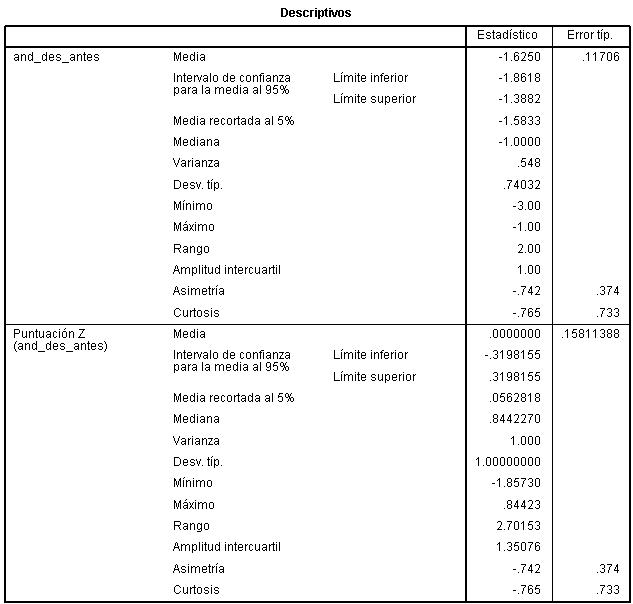 Descriptivos
Estadístico Error típ.
and_des_antes Media -1.6250 .11706
Intervalo de confianza para la media al 95% Límite inferior -1.8618
Límite superior -1.3882
Media recortada al 5% -1.5833
Mediana -1.0000
Varianza .548
Desv. típ. .74032
Mínimo -3.00
Máximo -1.00
Rango 2.00
Amplitud intercuartil 1.00
Asimetría -.742 .374
Curtosis -.765 .733
Puntuación Z (and_des_antes) Media .0000000 .15811388
Intervalo de confianza para la media al 95% Límite inferior -.3198155
Límite superior .3198155
Media recortada al 5% .0562818
Mediana .8442270
Varianza 1.000
Desv. típ. 1.00000000
Mínimo -1.85730
Máximo .84423
Rango 2.70153
Amplitud intercuartil 1.35076
Asimetría -.742 .374
Curtosis -.765 .733